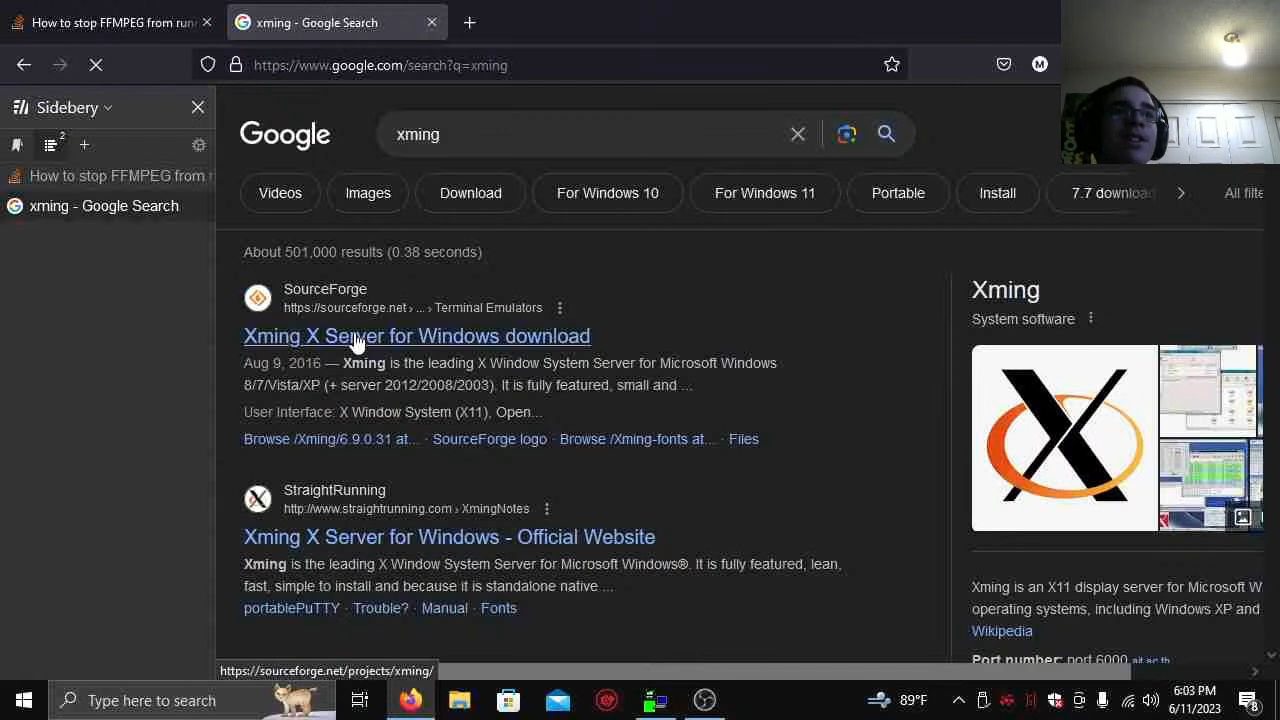 How to stop FFMPEG from run
xming - Google Search
https://www.google.com/search?q=xming
M
Sidebery
2
How to stop FFMPEG from
xming - Google Search
Google
xming
Videos
Images
Download
For Windows 10
For Windows 11
Portable
Install
7.7 download
All filte
About 501,000 results (0.38 seconds)
SourceForge
https://sourceforge.net › ... › Terminal Emulators
Xming X Server for Windows download
Aug 9, 2016 — Xming is the leading X Window System Server for Microsoft Windows
8/7/Vista/XP (+ server 2012/2008/2003). It is fully featured, small and ...
User Interface: X Window System (X11), Open...
Browse /Xming/6.9.0.31 at... · SourceForge logo · Browse /Xming-fonts at... · Files
StraightRunning
http://www.straightrunning.com › XmingNotes
Xming X Server for Windows - Official Website
Xming is the leading X Window System Server for Microsoft Windows®. It is fully featured, lean,
fast, simple to install and because it is standalone native ...
portablePuTTY · Trouble? · Manual · Fonts
Xming
System software
Xming is an X11 display server for Microsoft W
operating systems, including Windows XP and
Wikipedia
Port number: port 6000 ait.ac.th
https://sourceforge.net/projects/xming/
Type here to search
89°F
6:03 PM
6/11/2023
8